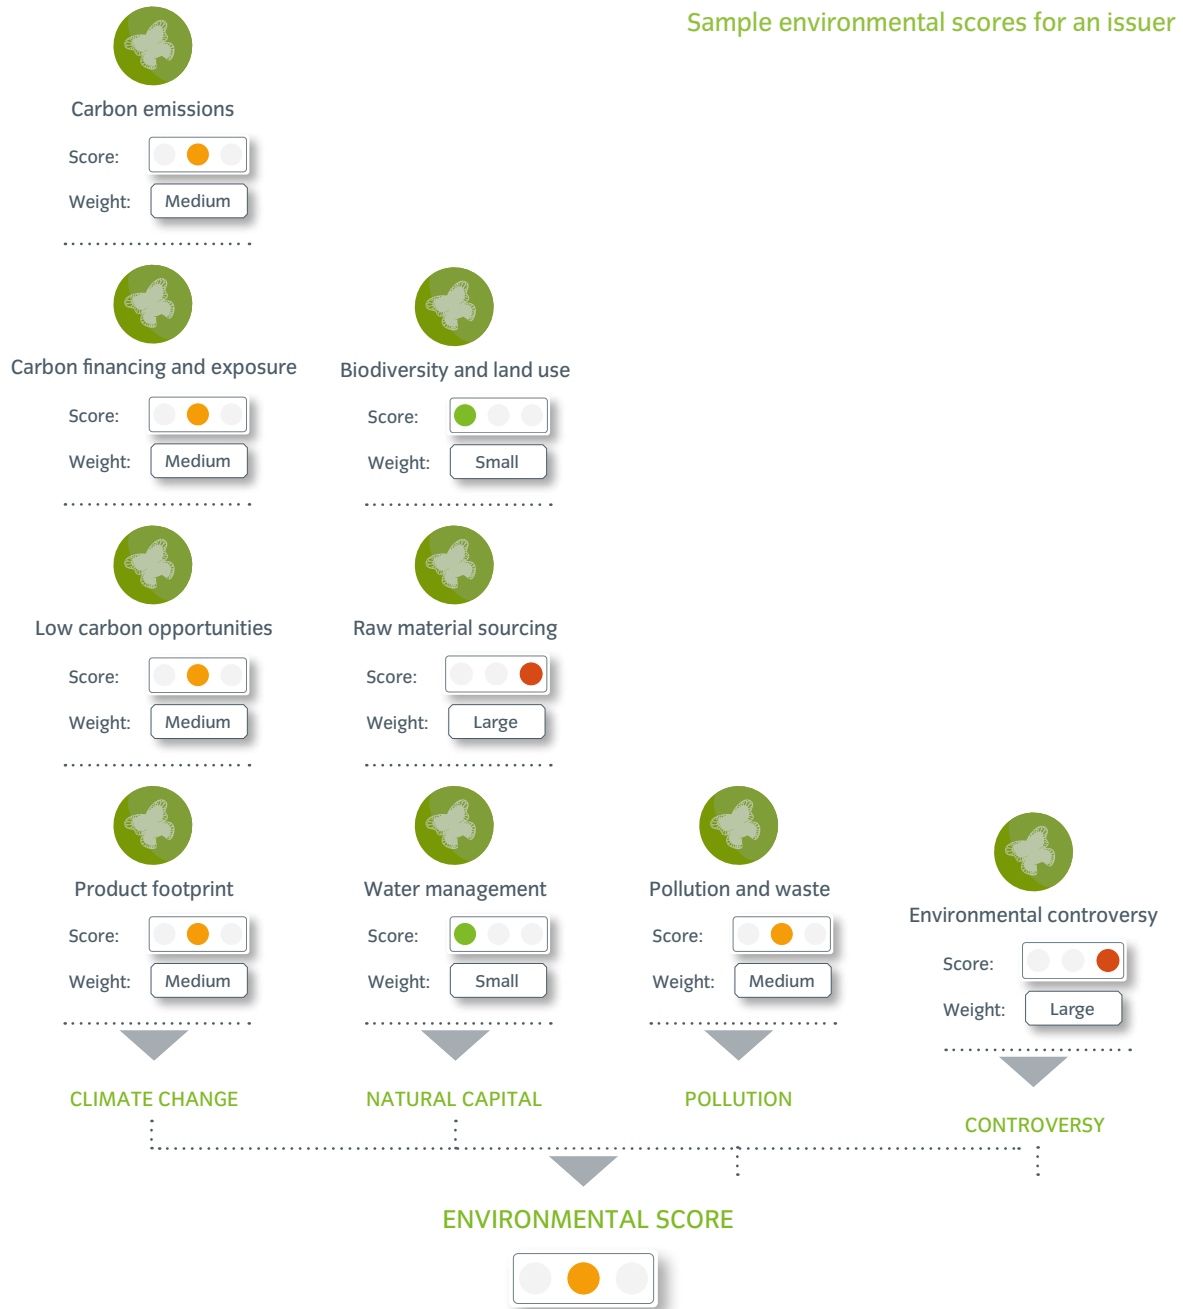 Sample environmental scores for an issuer
Carbon emissions
Score:
Weight: Medium
Carbon financing and exposure
Score:
Weight: Medium
Biodiversity and land use
Score:
Weight: Small
Low carbon opportunities
Score:
Weight: Medium
Raw material sourcing
Score:
Weight: Large
Product footprint
Score:
Weight: Medium
Water management
Score:
Weight: Small
Pollution and waste
Score:
Weight: Medium
Environmental controversy
Score:
Weight: Large
CLIMATE CHANGE
NATURAL CAPITAL
POLLUTION
CONTROVERSY
ENVIRONMENTAL SCORE